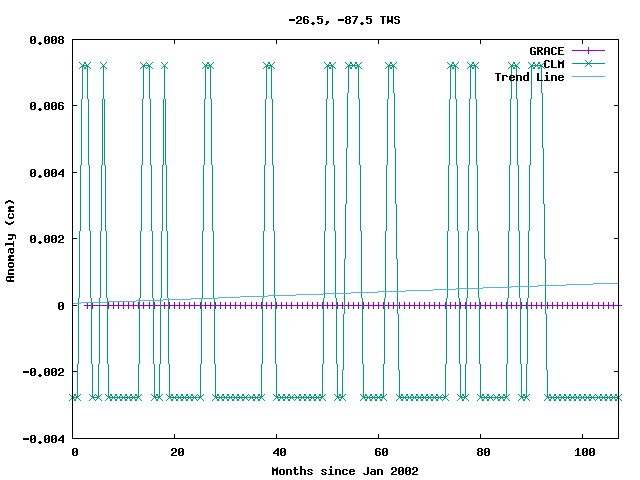 -26.5, -87.5 TWS
0.008
0.006
0.004
0.002
0
-0.002
-0.004
Anomaly (cm)
GRACE
CLM
Trend Line
0 20 40 60 80 100
Months since Jan 2002